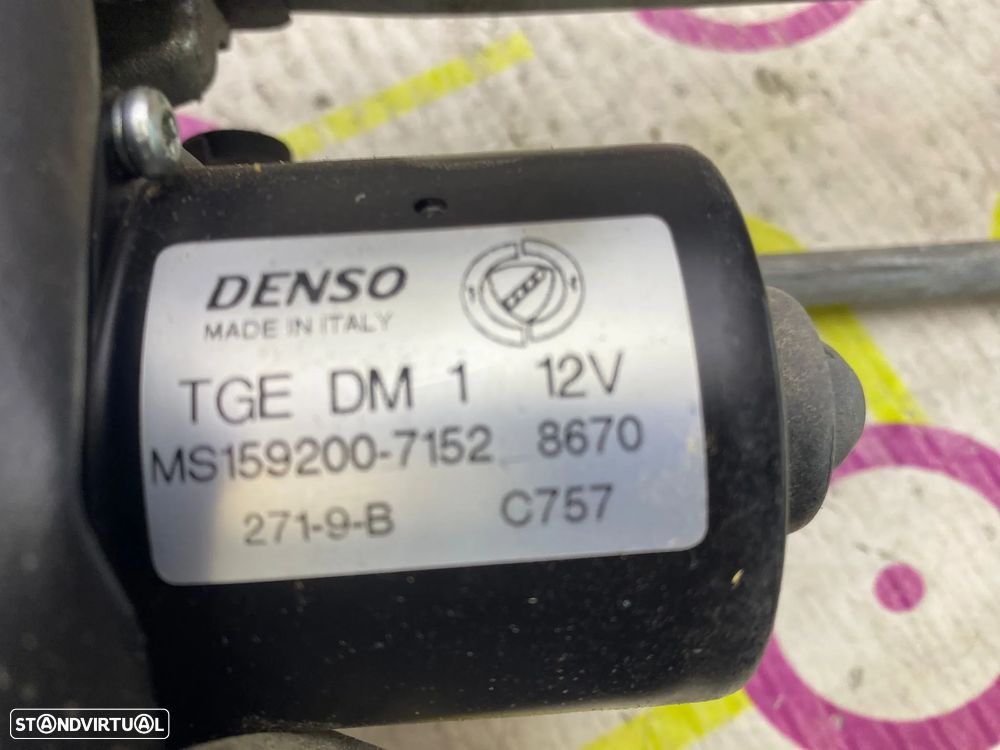 DENSO
MADE IN ITALY
TGE DM 1 12V
MS159200-7152 8670
271-9-B C757
STANDVIRTUAL